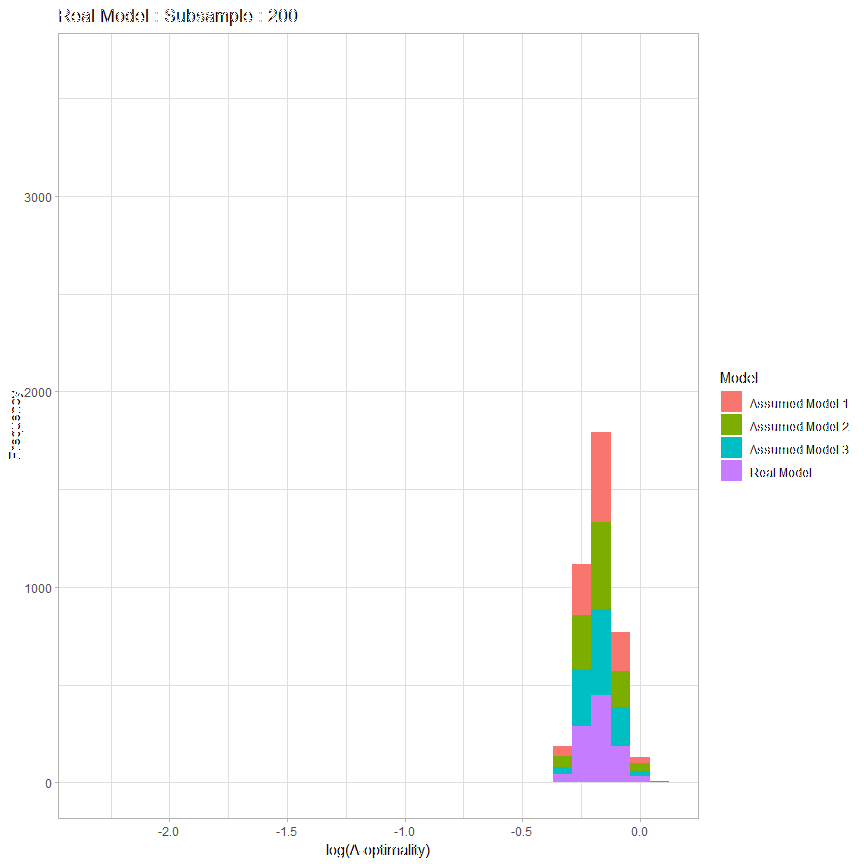 Real Model : Subsample : 200
3000
2000
1000
0
Frequency
-2.0 -1.5 -1.0 -0.5 0.0
log(A-optimality)
Model
Assumed Model 1
Assumed Model 2
Assumed Model 3
Real Model